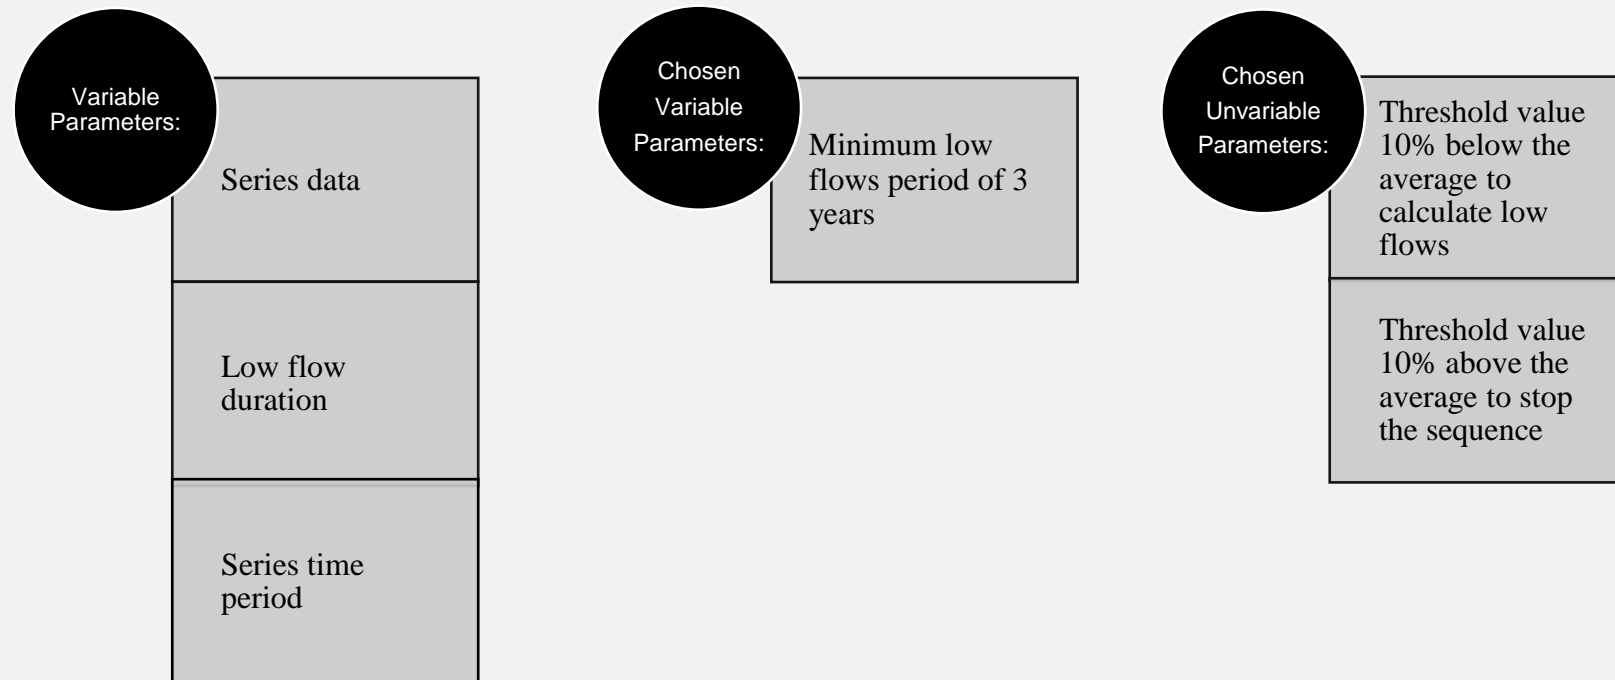 Variable
Parameters:
Series data
Low flow
duration
Series time
period
Chosen
Variable
Parameters:
Minimum low
flows period of 3
years
Chosen
Unvariable
Parameters:
Threshold value
10% below the
average to
calculate low
flows
Threshold value
10% above the
average to stop
the sequence